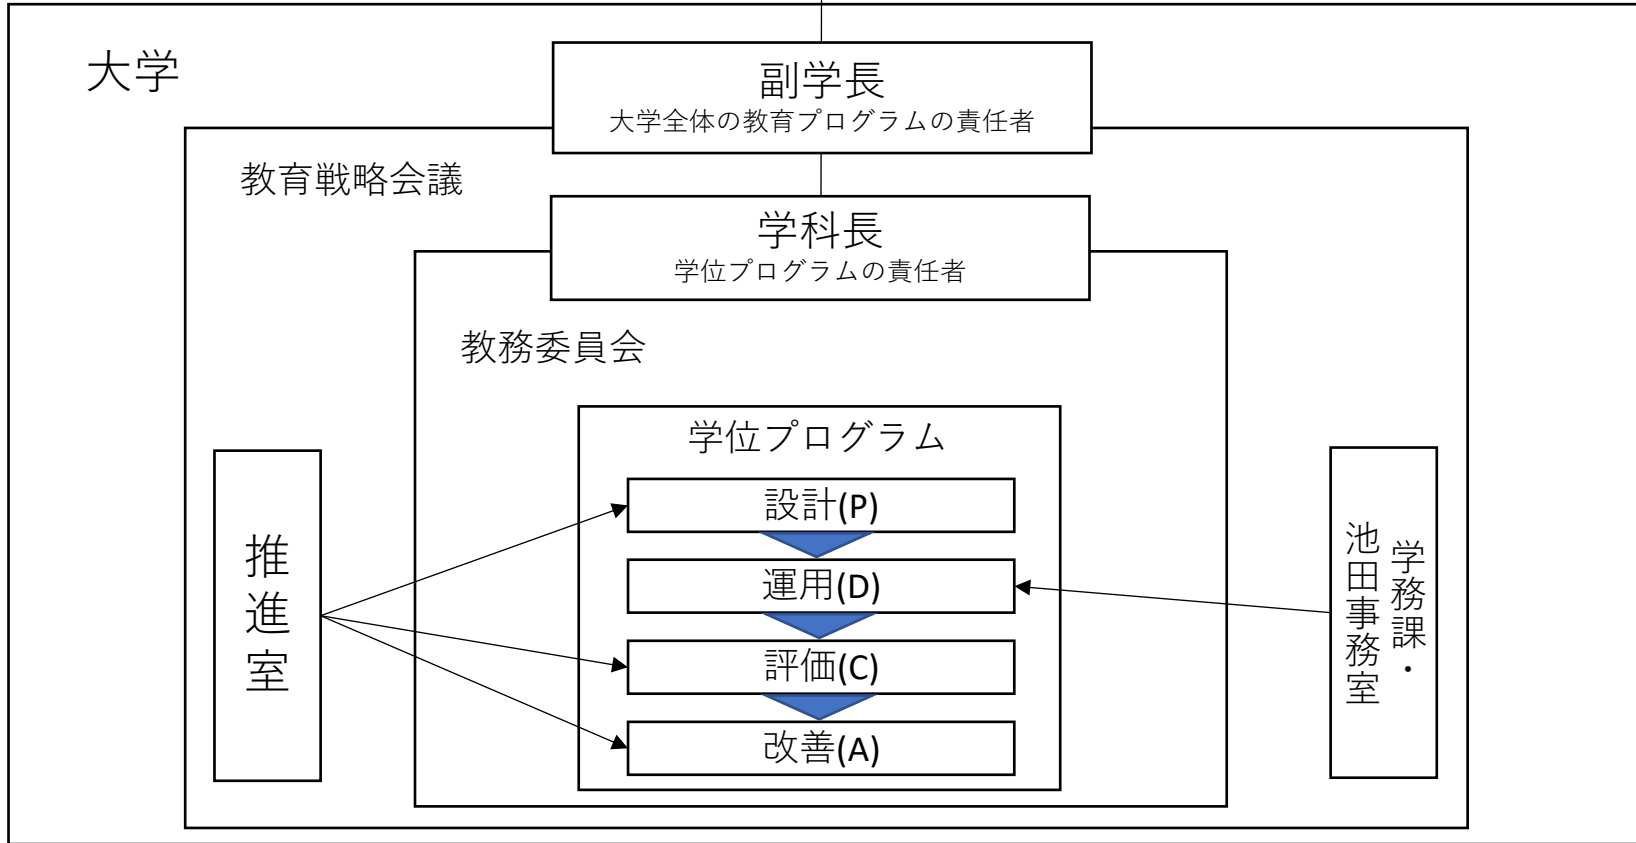 大学
副学長
大学全体の教育プログラムの責任者
教育戦略会議
学科長
学位プログラムの責任者
教務委員会
学位プログラム
設計(P)
運用(D)
評価(C)
改善(A)
推進室
学務課・
池田事務室